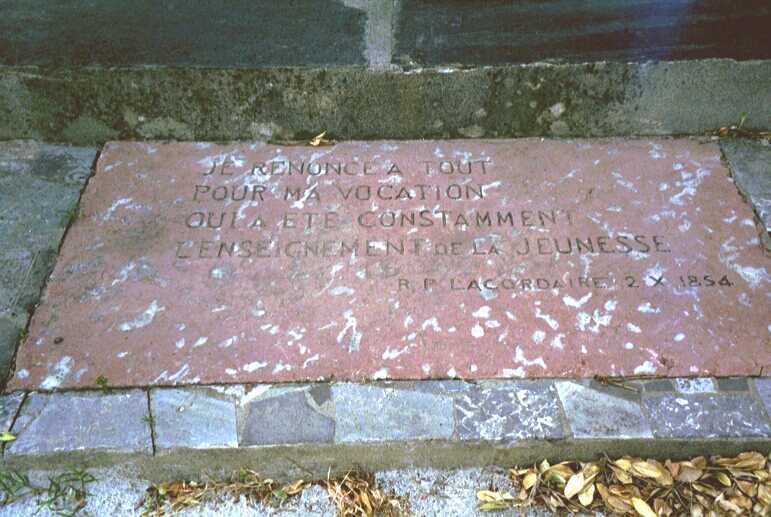 JE RENONCE A TOUT
POUR MA VOCATION
QUI A ETE CONSTAMMENT
L'ENSEIGNEMENT DE LA JEUNESSE
R.P. LACORDAIRE 2 X 1854